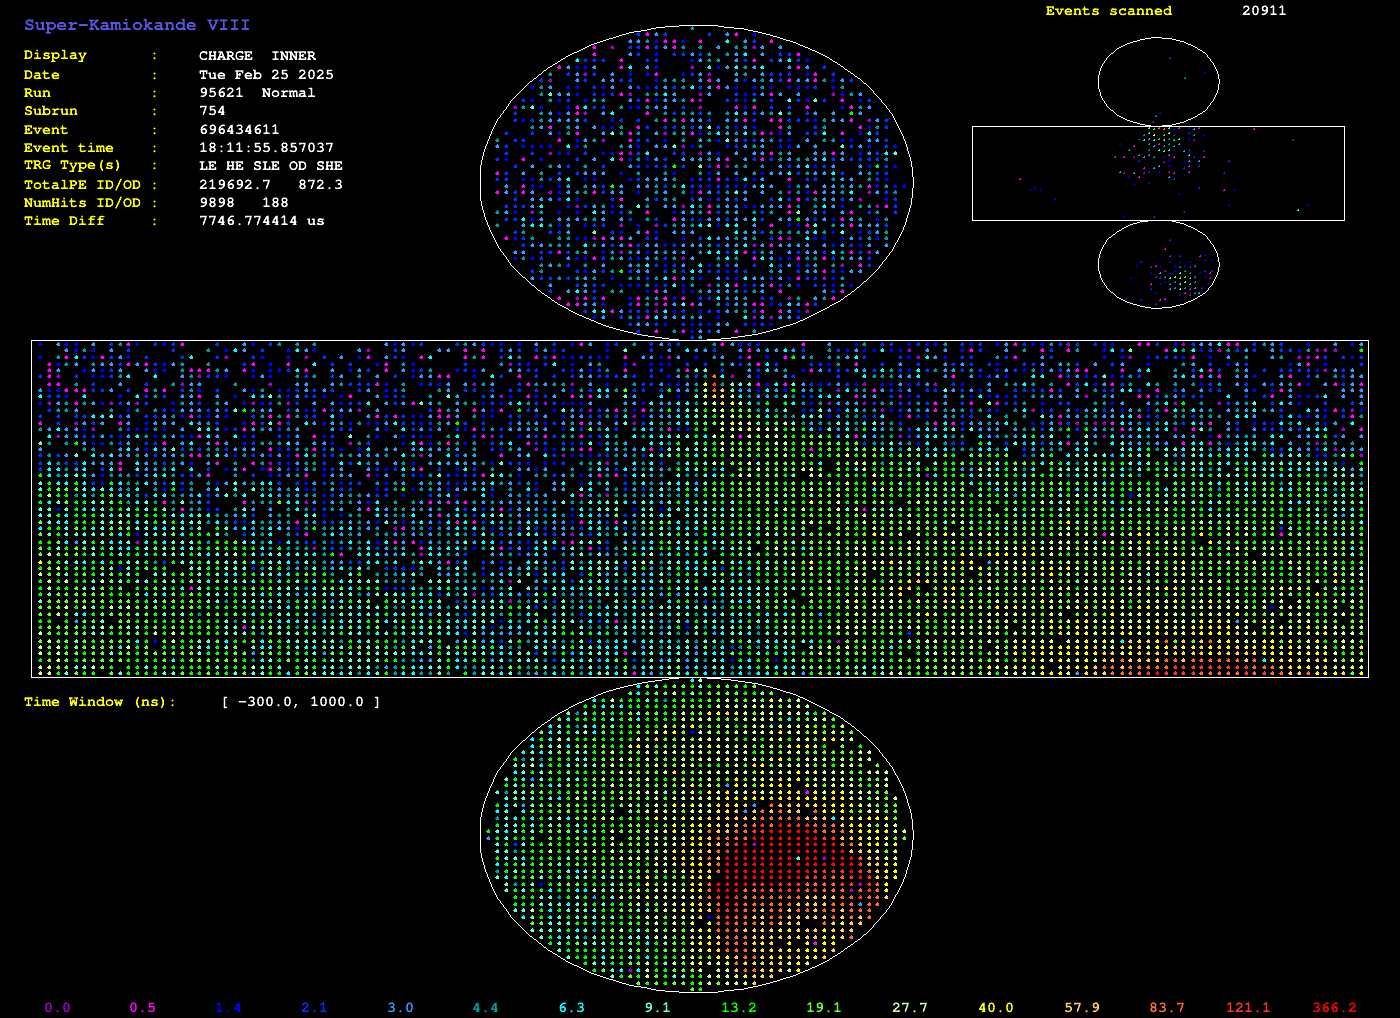 Super-Kamiokande VIII
Events scanned 20911
Display : CHARGE INNER
Date : Tue Feb 25 2025
Run : 95621 Normal
Subrun : 754
Event : 696434611
Event time : 18:11:55.857037
TRG Type(s) : LE HE SLE OD SHE
TotalPE ID/OD : 219692.7 872.3
NumHits ID/OD : 9898 188
Time Diff : 7746.774414 us
Time Window (ns): [ -300.0, 1000.0 ]
0.0 0.5 1.4 2.1 3.0 4.4 6.3 9.1 13.2 19.1 27.7 40.0 57.9 83.7 121.1 366.2